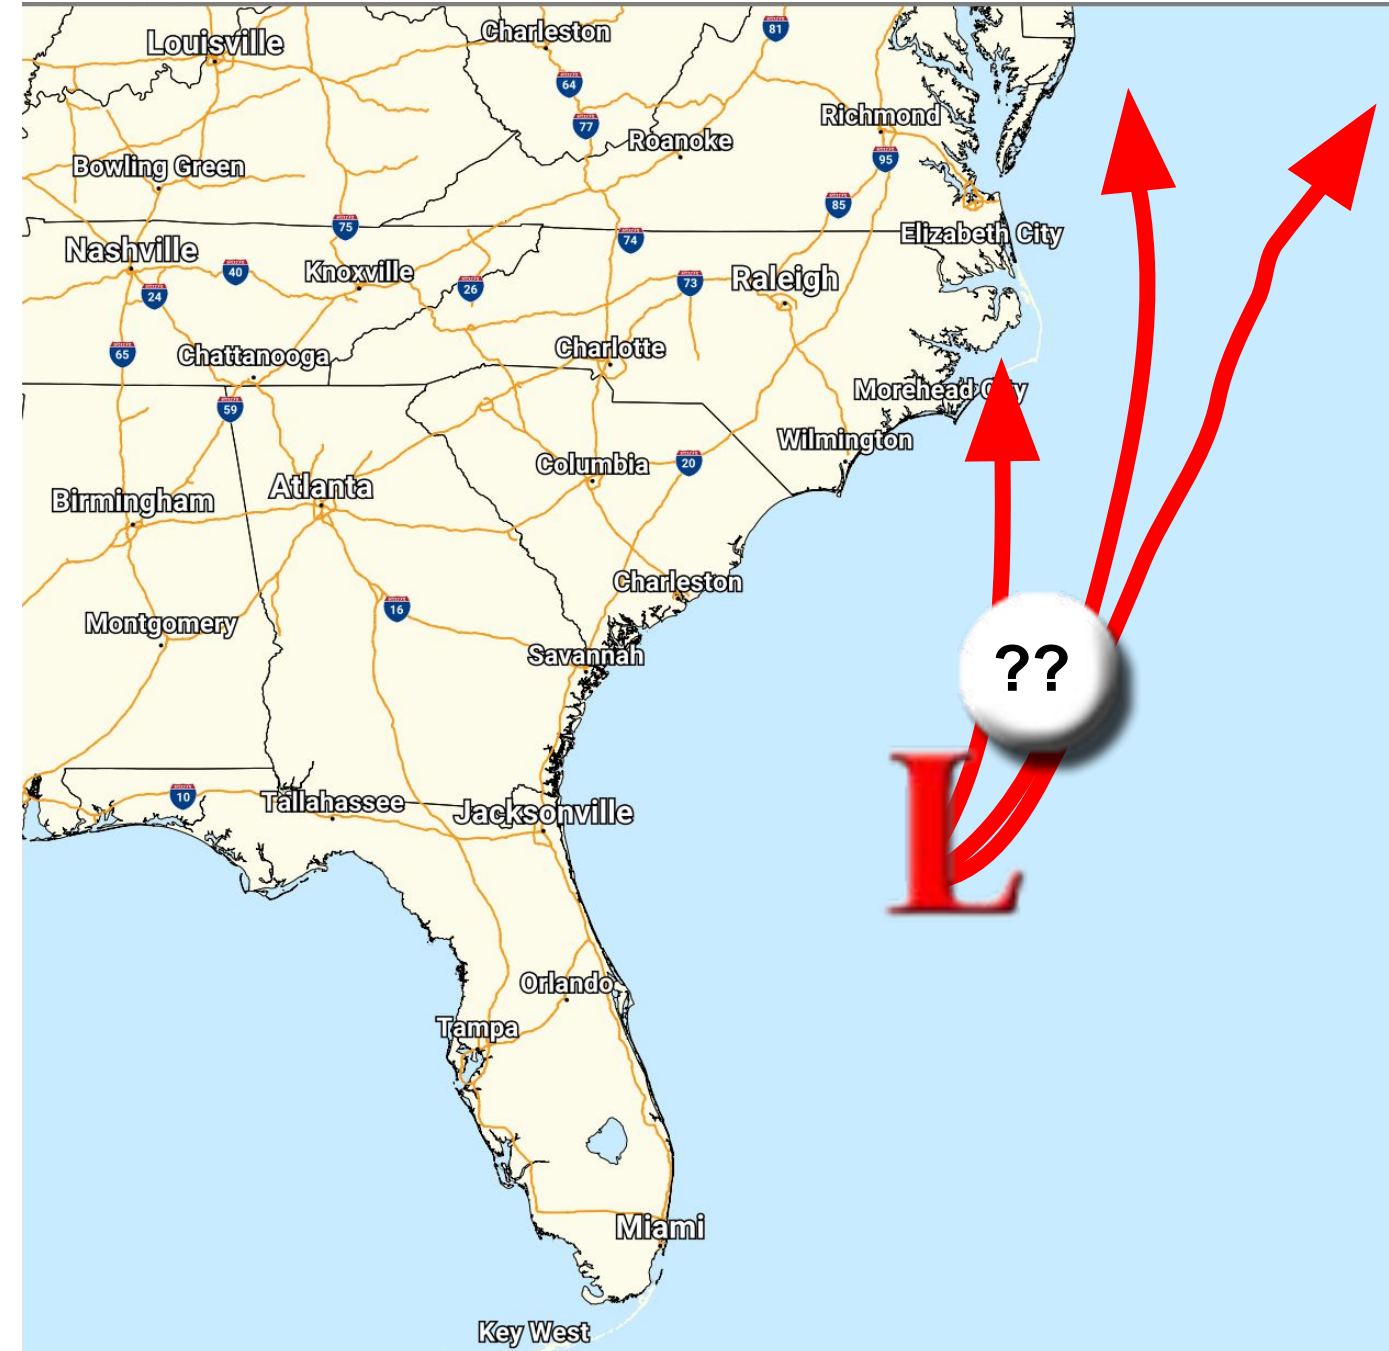 Louisville
Charleston
81
64
77
Richmond
Roanoke
95
Bowling Green
85
75
74
Elizabeth City
Nashville
40
Knoxville
26
73
Raleigh
24
65
Chattanooga
Charlotte
Morehead City
59
Wilmington
Columbia
20
Atlanta
Birmingham
Charleston
16
Montgomery
Savannah
??
10
Tallahassee
Jacksonville
L
Orlando
Tampa
Miami
Key West